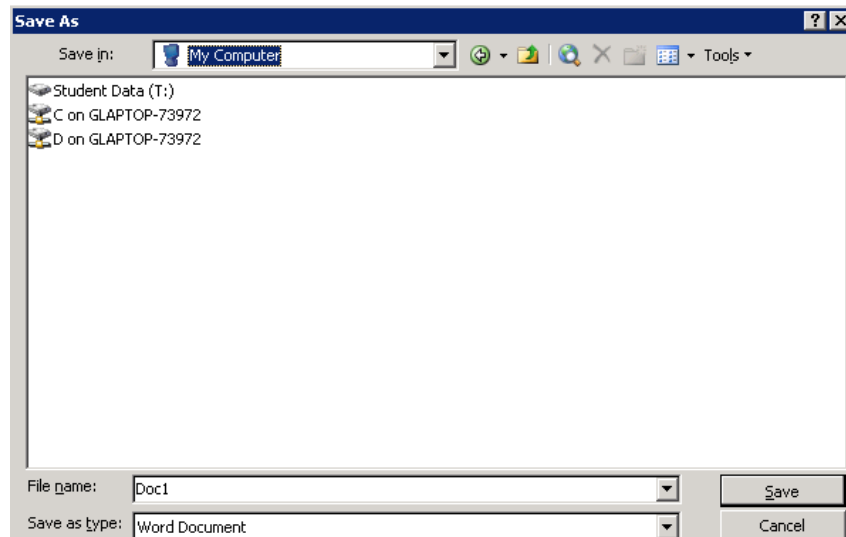 Save As
Save in: My Computer Tools
Student Data (T:)
C on GLAPTOP-73972
D on GLAPTOP-73972
File name: Doc1 Save
Save as type: Word Document Cancel